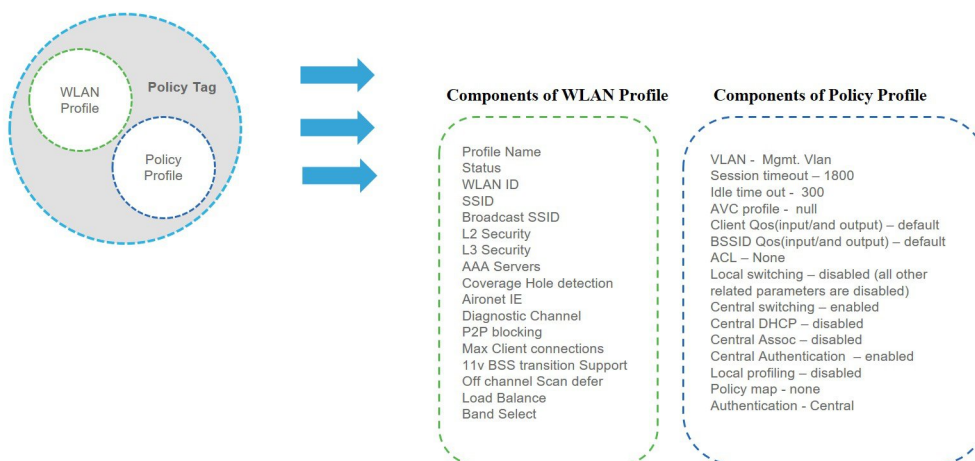 WLAN
Profile
Policy Tag
Policy
Profile
Components of WLAN Profile
Profile Name
Status
WLAN ID
SSID
Broadcast SSID
L2 Security
L3 Security
AAA Servers
Coverage Hole detection
Aironet IE
Diagnostic Channel
P2P blocking
Max Client connections
11v BSS transition Support
Off channel Scan defer
Load Balance
Band Select
Components of Policy Profile
VLAN - Mgmt. Vlan
Session timeout – 1800
Idle time out - 300
AVC profile - null
Client Qos(input/and output) – default
BSSID Qos(input/and output) – default
ACL – None
Local switching – disabled (all other
related parameters are disabled)
Central switching – enabled
Central DHCP – disabled
Central Assoc – disabled
Central Authentication – enabled
Local profiling – disabled
Policy map - none
Authentication - Central